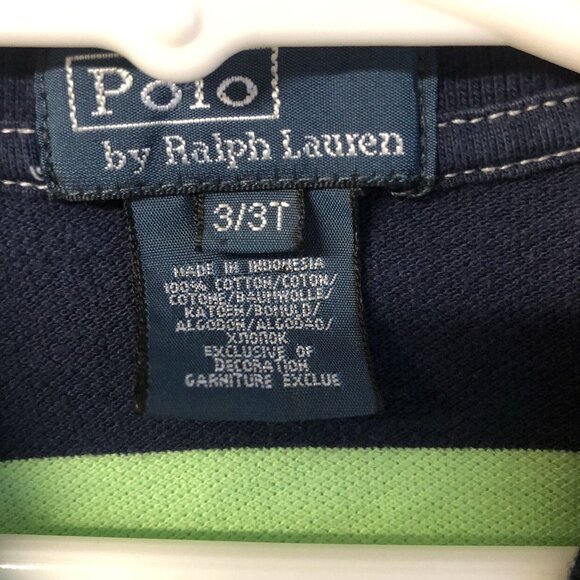 Polo
by Ralph Lauren
3/3T
MADE IN INDONESIA
100% COTTON/COTON/
COTONE/BAUMWOLLE/
KATOEN/BOMULD/
ALGODON/ALGODÃO/
ХЛОПОК
EXCLUSIVE OF
DECORATION
GARNITURE EXCLUE